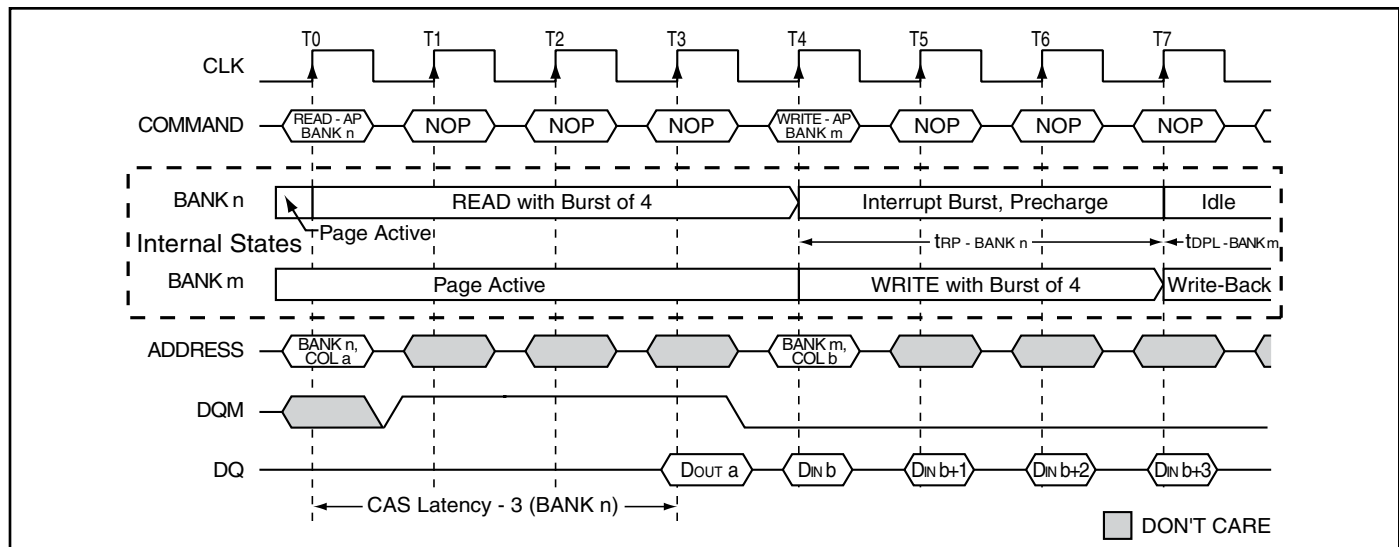 T0 T1 T2 T3 T4 T5 T6 T7
CLK
COMMAND READ - AP BANK n NOP NOP NOP WRITE - AP BANK m NOP NOP NOP
BANK n READ with Burst of 4 Interrupt Burst, Precharge Idle
Page Active
Internal States tRP - BANK n tDPL - BANK m
BANK m Page Active WRITE with Burst of 4 Write-Back
ADDRESS BANK n, COL a BANK m, COL b
DQM
DQ DOUT a DIN b DIN b+1 DIN b+2 DIN b+3
CAS Latency - 3 (BANK n)
DON'T CARE